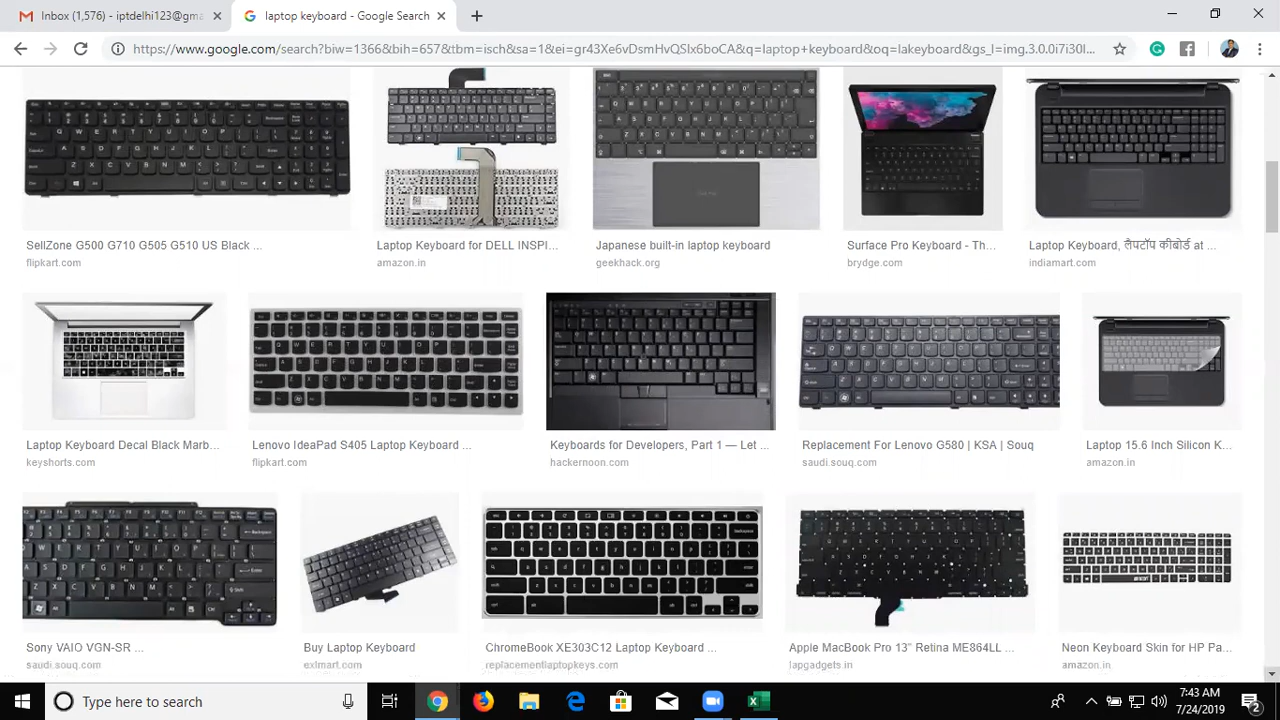 Inbox (1,576) - iptdelhi123@gma
laptop keyboard - Google Search
https://www.google.com/search?biw=1366&bih=657&tbm=isch&sa=1&ei=gr43Xe6vDsmHvQSIx6boCA&q=laptop+keyboard&oq=lakeyboard&gs_l=img.3.0.0i7i30l...
SellZone G500 G710 G505 G510 US Black ...
flipkart.com
Laptop Keyboard for DELL INSPI...
amazon.in
Japanese built-in laptop keyboard
geekhack.org
Surface Pro Keyboard - Th...
brydge.com
Laptop Keyboard, लैपटॉप कीबोर्ड at ...
indiamart.com
Laptop Keyboard Decal Black Marb...
keyshorts.com
Lenovo IdeaPad S405 Laptop Keyboard ...
flipkart.com
Keyboards for Developers, Part 1 — Let ...
hackernoon.com
Replacement For Lenovo G580 | KSA | Souq
saudi.souq.com
Laptop 15.6 Inch Silicon K...
amazon.in
Sony VAIO VGN-SR ...
saudi.souq.com
Buy Laptop Keyboard
exlmart.com
ChromeBook XE303C12 Laptop Keyboard ...
replacementlaptopkeys.com
Apple MacBook Pro 13" Retina ME864LL ...
lapgadgets.in
Neon Keyboard Skin for HP Pa...
amazon.in
Type here to search
7:43 AM
7/24/2019
2